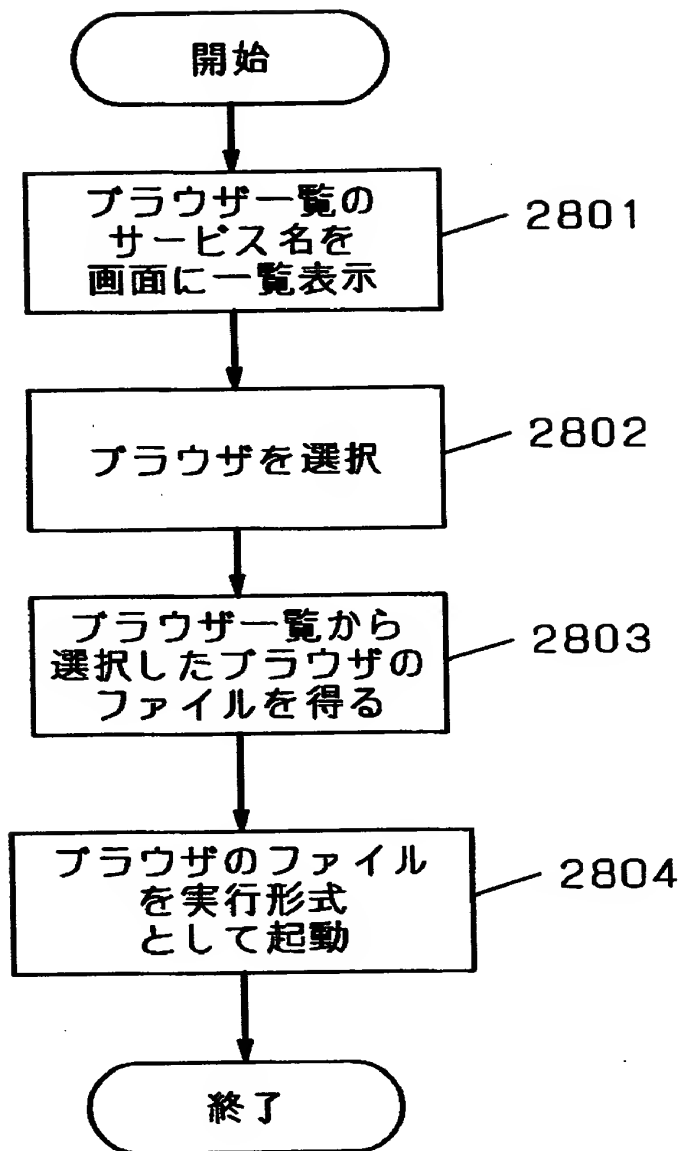 開始
ブラウザ一覧の
サービス名を
画面に一覧表示
2801
ブラウザを選択
2802
ブラウザ一覧から
選択したブラウザの
ファイルを得る
2803
ブラウザのファイル
を実行形式
として起動
2804
終了